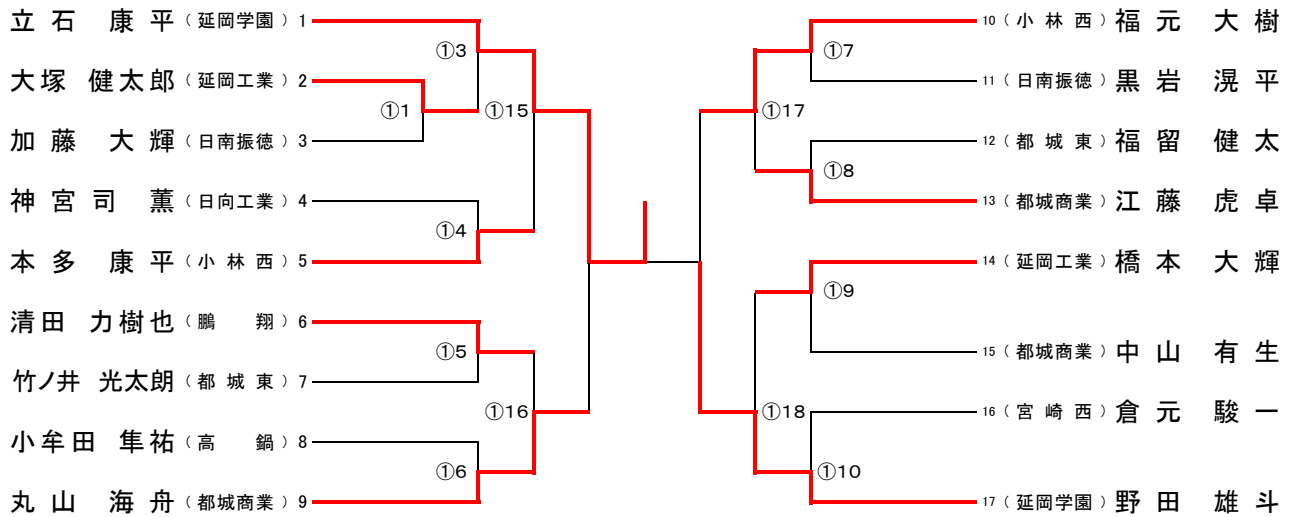 立石 康平 (延岡学園) 1
①3
大塚 健太郎 (延岡工業) 2
①1
①15
加藤 大輝 (日南振徳) 3
神宮司 薫 (日向工業) 4
①4
本多 康平 (小林西) 5
清田 力樹也 (鵬 翔) 6
①5
竹ノ井 光太朗 (都城東) 7
①16
小牟田 隼祐 (高 鍋) 8
①6
丸山 海舟 (都城商業) 9
10 (小林西) 福元 大樹
①7
11 (日南振徳) 黒岩 滉平
①17
12 (都城東) 福留 健太
①8
13 (都城商業) 江藤 虎卓
14 (延岡工業) 橋本 大輝
①9
15 (都城商業) 中山 有生
①18
16 (宮崎西) 倉元 駿一
①10
17 (延岡学園) 野田 雄斗